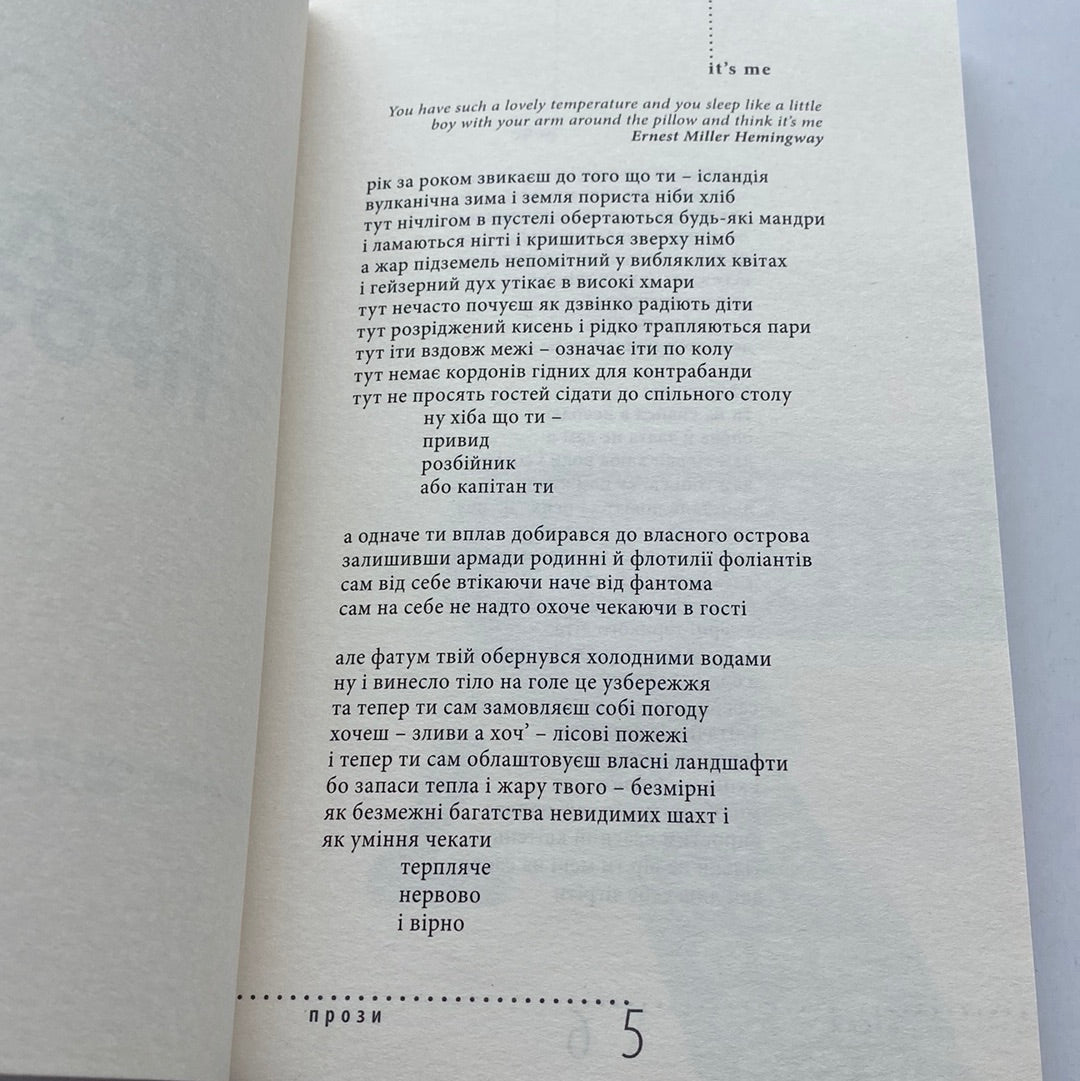 it's me
You have such a lovely temperature and you sleep like a little
boy with your arm around the pillow and think it's me
Ernest Miller Hemingway
рік за роком звикаєш до того що ти – ісландія
вулканічна зима і земля пориста ніби хліб
тут нічлігом в пустелі обертаються будь-які мандри
і ламаються нігті і кришиться зверху німб
а жар підземель непомітний у вибляклих квітах
і гейзерний дух утікає в високі хмари
тут нечасто почуєш як дзвінко радіють діти
тут розріджений кисень і рідко трапляються пари
тут іти вздовж межі – означає іти по колу
тут немає кордонів гідних для контрабанди
тут не просять гостей сідати до спільного столу
ну хіба що ти –
привид
розбійник
або капітан ти
а одначе ти вплав добирався до власного острова
залишивши армади родинні й флотилії фоліантів
сам від себе втікаючи наче від фантома
сам на себе не надто охоче чекаючи в гості
але фатум твій обернувся холодними водами
ну і винесло тіло на голе це узбережжя
та тепер ти сам замовляєш собі погоду
хочеш – зливи а хоч' – лісові пожежі
і тепер ти сам облаштовуєш власні ландшафти
бо запаси тепла і жару твого – безмірні
як безмежні багатства невидимих шахт і
як уміння чекати
терпляче
нервово
і вірно
прози
5